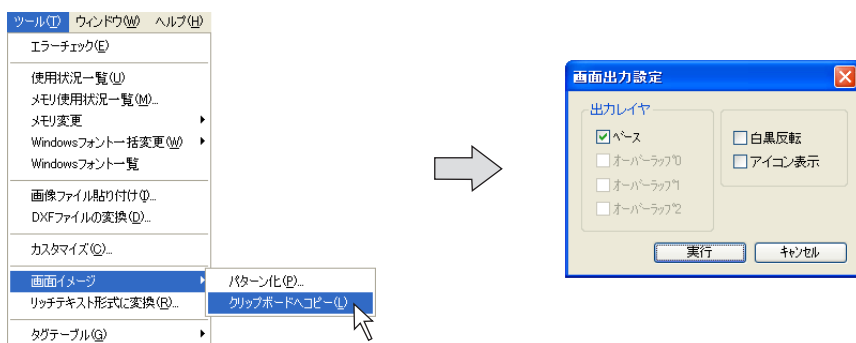 ツール(T) ウィンドウ(W) ヘルプ(H)
エラーチェック(E)
使用状況一覧(U)
メモリ使用状況一覧(M)...
メモリ変更
Windowsフォント一括変更(W)
Windowsフォント一覧
画像ファイル貼り付け(I)...
DXFファイルの変換(D)...
カスタマイズ(C)...
画面イメージ
リッチテキスト形式に変換(R)...
タグテーブル(G)
パターン化(P)...
クリップボードへコピー(L)
画面出力設定
出力レイヤ
ベース
オーバーラップ0
オーバーラップ1
オーバーラップ2
白黒反転
アイコン表示
実行 キャンセル